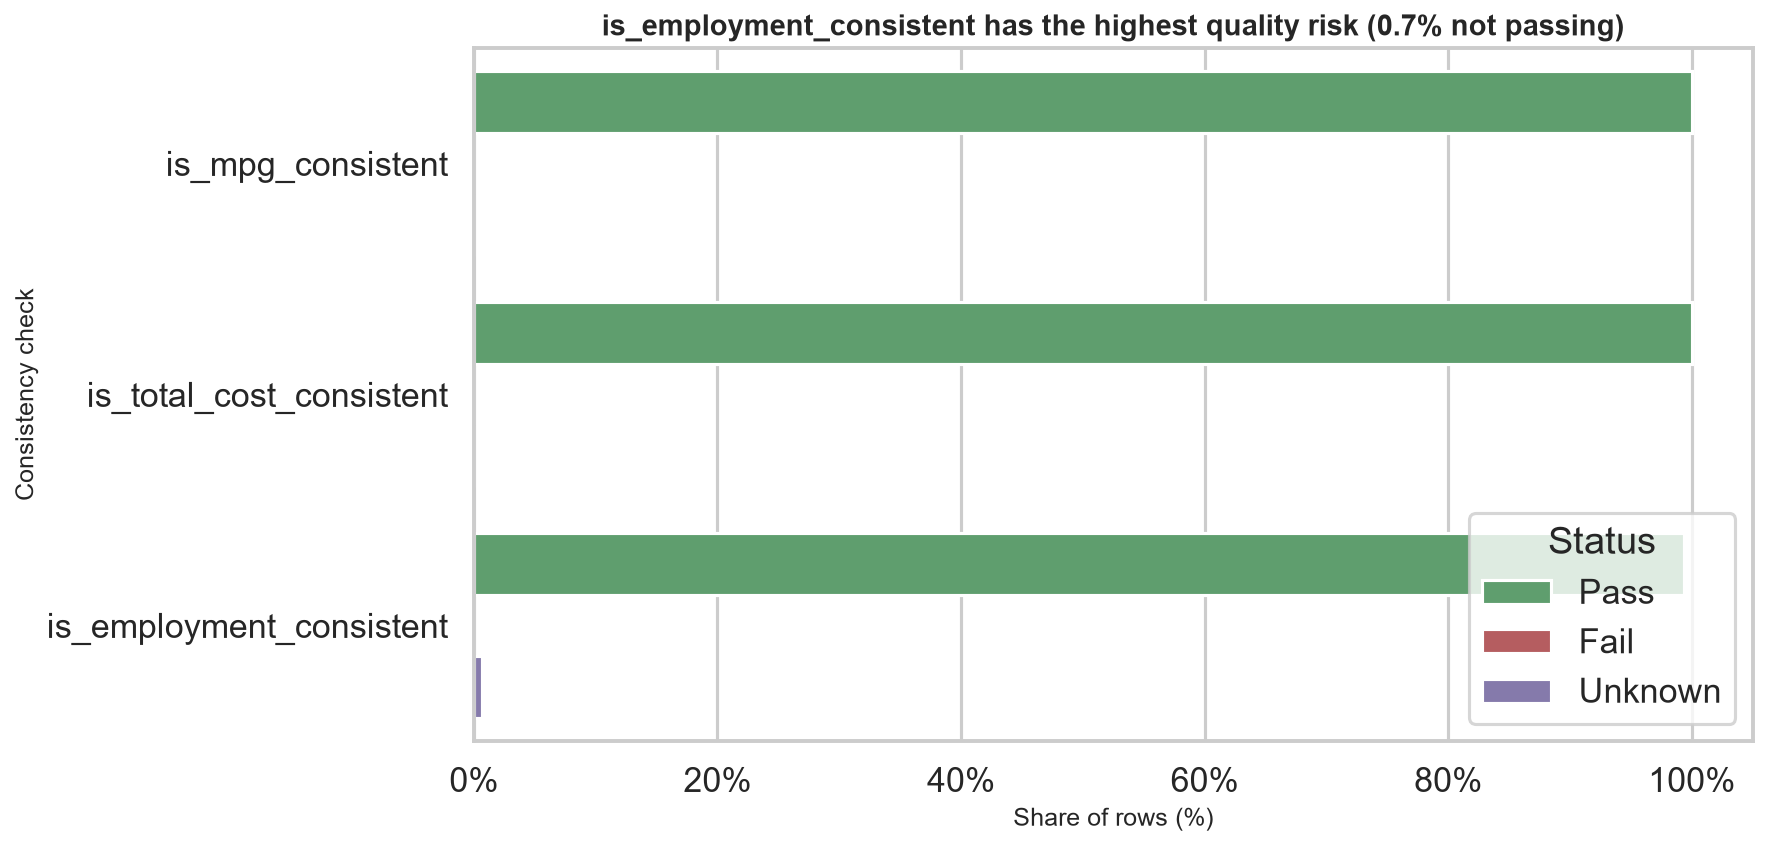 is_employment_consistent has the highest quality risk (0.7% not passing)
Consistency check
is_mpg_consistent
is_total_cost_consistent
is_employment_consistent
Status
Pass
Fail
Unknown
0% 20% 40% 60% 80% 100%
Share of rows (%)